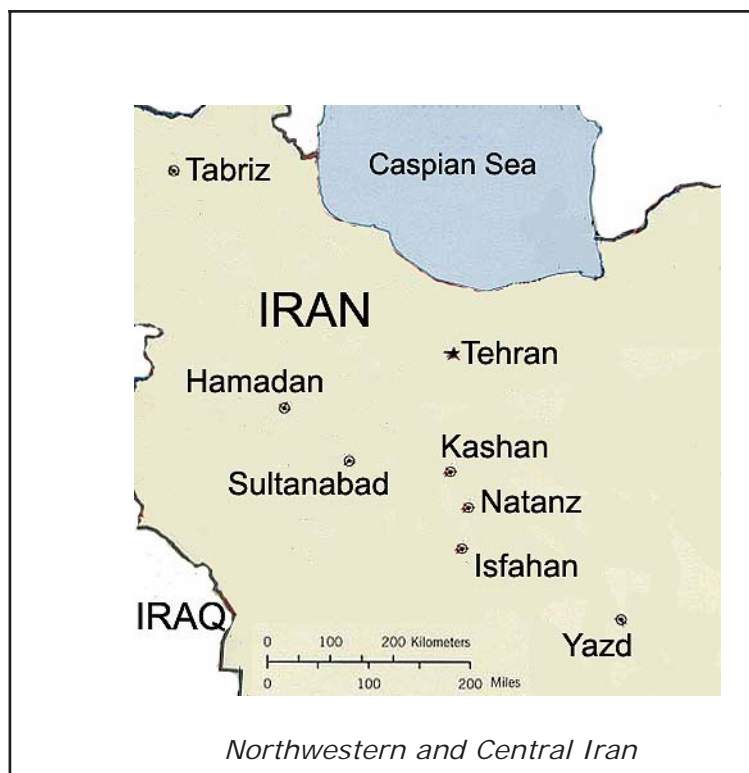 Caspian Sea
Tabriz
IRAN
Tehran
Hamadan
Kashan
Sultanabad
Natanz
Isfahan
IRAQ
Yazd
0 100 200 Kilometers
0 100 200 Miles
Northwestern and Central Iran